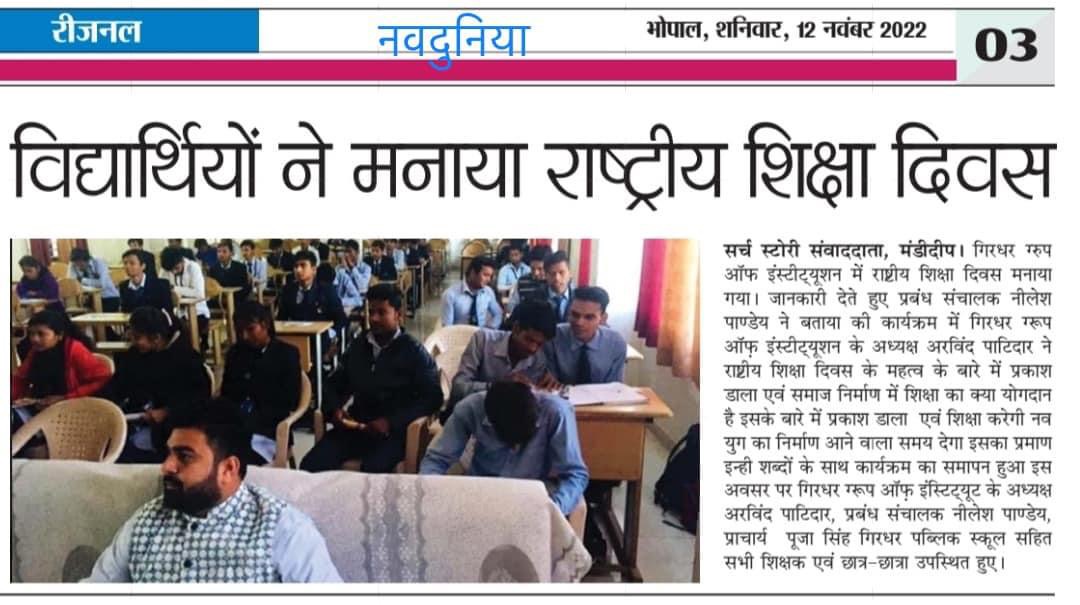 रीजनल
नवदुनिया
भोपाल, शनिवार, 12 नवंबर 2022
03
विद्यार्थियों ने मनाया राष्ट्रीय शिक्षा दिवस
सर्च स्टोरी संवाददाता, मंडीदीप। गिरधर ग्रुप
ऑफ इंस्टीट्यूशन में राष्ट्रीय शिक्षा दिवस मनाया
गया। जानकारी देते हुए प्रबंध संचालक नीलेश
पाण्डेय ने बताया की कार्यक्रम में गिरधर ग्रूप
ऑफ़ इंस्टीट्यूशन के अध्यक्ष अरविंद पाटिदार ने
राष्ट्रीय शिक्षा दिवस के महत्व के बारे में प्रकाश
डाला एवं समाज निर्माण में शिक्षा का क्या योगदान
है इसके बारे में प्रकाश डाला एवं शिक्षा करेगी नव
युग का निर्माण आने वाला समय देगा इसका प्रमाण
इन्ही शब्दों के साथ कार्यक्रम का समापन हुआ इस
अवसर पर गिरधर ग्रूप ऑफ़ इंस्टिट्यूट के अध्यक्ष
अरविंद पाटिदार, प्रबंध संचालक नीलेश पाण्डेय,
प्राचार्य पूजा सिंह गिरधर पब्लिक स्कूल सहित
सभी शिक्षक एवं छात्र-छात्रा उपस्थित हुए।